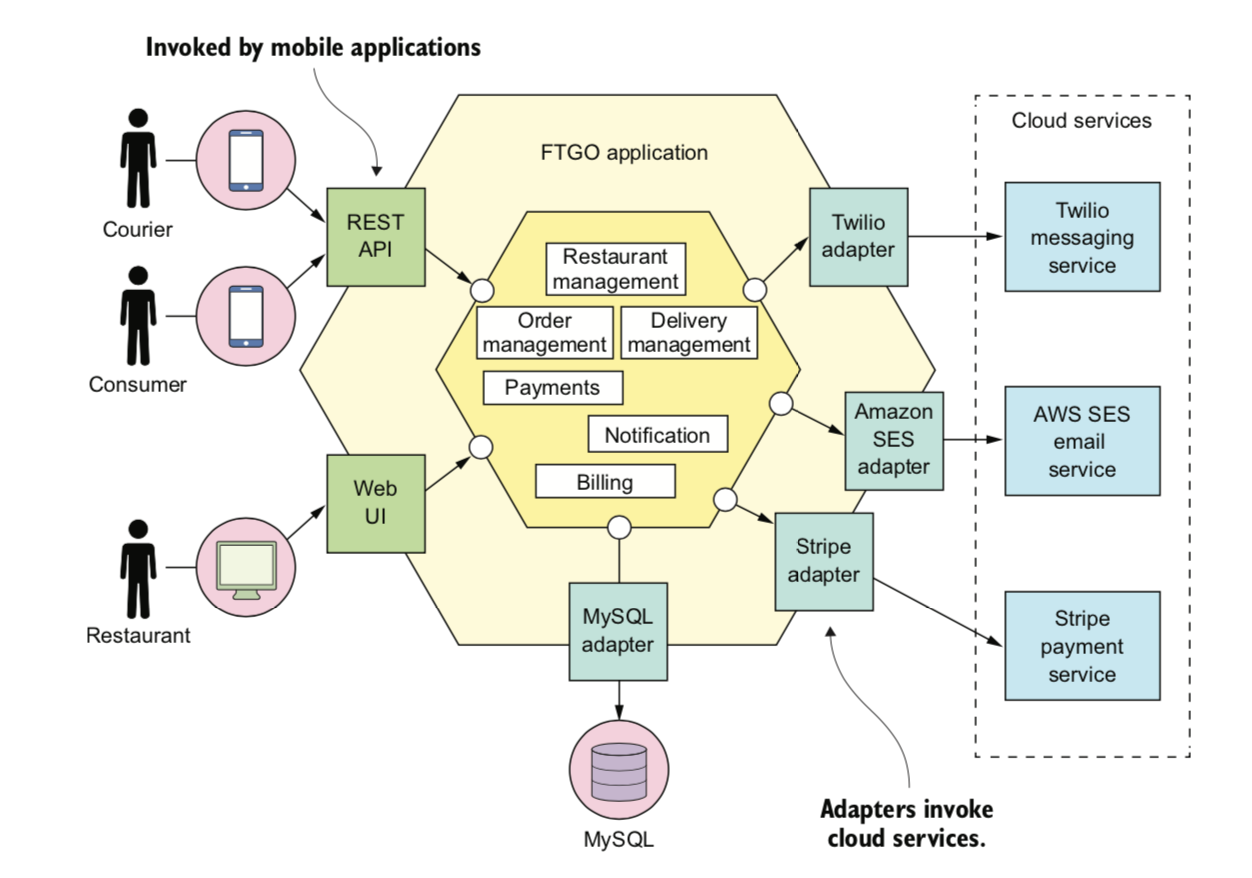 Invoked by mobile applications
Cloud services
FTGO application
Courier
REST
API
Twilio
adapter
Twilio
messaging
service
Restaurant
management
Order
management
Delivery
management
Consumer
Payments
Notification
Billing
Amazon
SES
adapter
AWS SES
email
service
Web
UI
Restaurant
Stripe
adapter
MySQL
adapter
Stripe
payment
service
MySQL
Adapters invoke
cloud services.